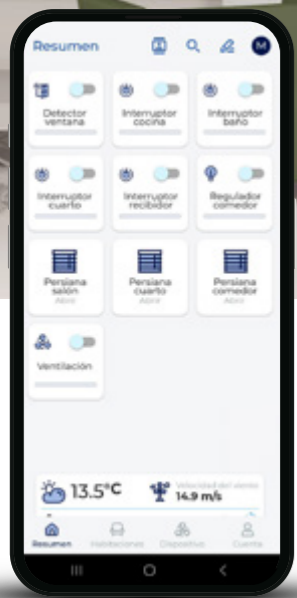 Resumen
M
Detector
ventana
Interruptor
cocina
Interruptor
baño
Interruptor
cuarto
Interruptor
recibidor
Regulador
comedor
Persiana
salón
Abrir
Persiana
cuarto
Abrir
Persiana
comedor
Abrir
Ventilación
13.5°C
Velocidad del viento
14.9 m/s
Resumen
Habitaciones
Dispositivo
Cuenta